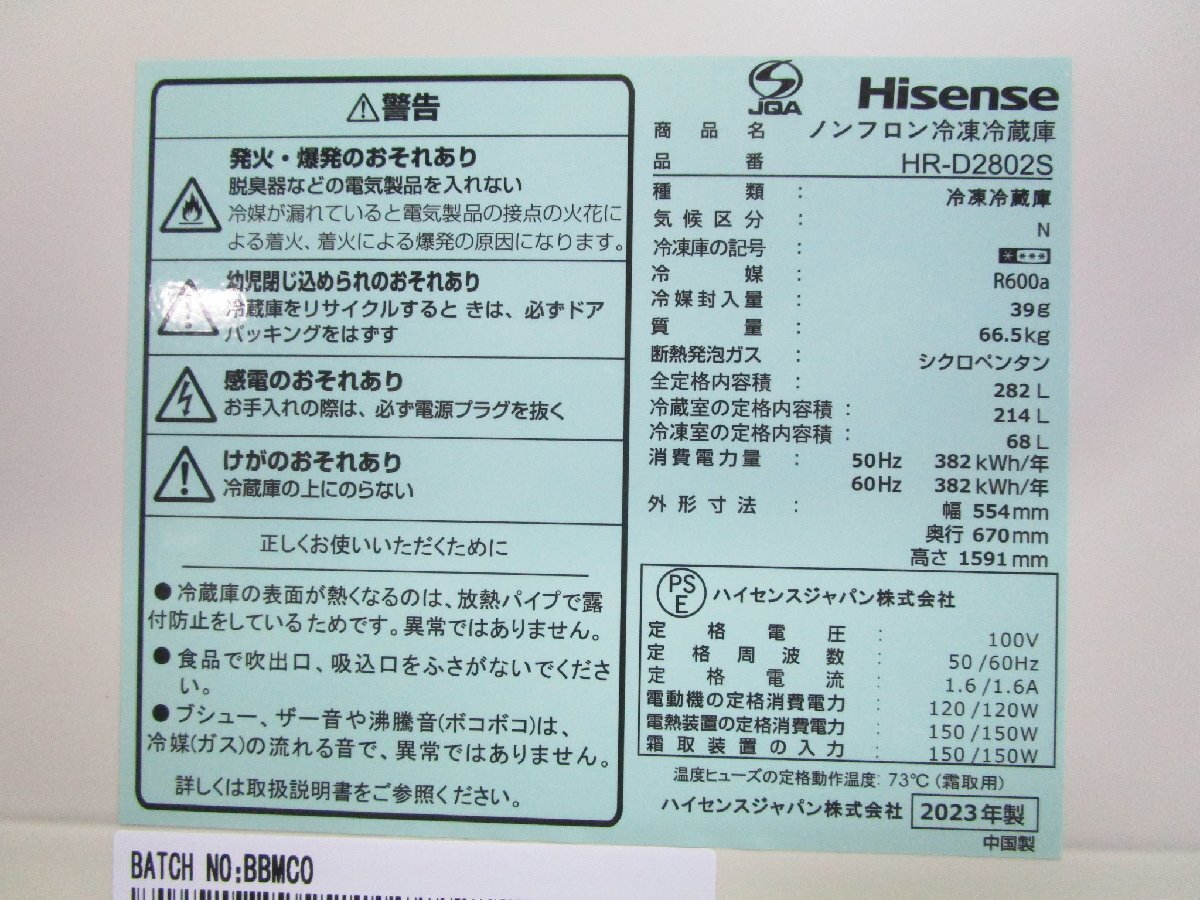 ⚠警告
発火・爆発のおそれあり
脱臭器などの電気製品を入れない
冷媒が漏れていると電気製品の接点の火花に
よる着火、着火による爆発の原因になります。
幼児閉じ込められのおそれあり
冷蔵庫をリサイクルすると きは、必ずドア
パッキングをはずす
感電のおそれあり
お手入れの際は、必ず電源プラグを抜く
けがのおそれあり
冷蔵庫の上にのらない
正しくお使いいただくために
●冷蔵庫の表面が熱くなるのは、放熱パイプで露
付防止をしているためです。異常ではありません。
●食品で吹出口、吸込口をふさがないでくださ
い。
●ブシュー、ザー音や沸騰音(ボコボコ)は、
冷媒(ガス)の流れる音で、異常ではありません。
詳しくは取扱説明書をご参照ください。
JQA Hisense
商品名 ノンフロン冷凍冷蔵庫
品番 HR-D2802S
種類 : 冷凍冷蔵庫
気候区分 : N
冷凍庫の記号 : * ***
冷媒 : R600a
冷媒封入量 : 39g
質量 : 66.5kg
断熱発泡ガス : シクロペンタン
全定格内容積 : 282 L
冷蔵室の定格内容積 : 214 L
冷凍室の定格内容積 : 68 L
消費電力量 : 50Hz 382 kWh/年
60Hz 382 kWh/年
外形寸法 : 幅 554mm
奥行 670mm
高さ 1591mm
PSE ハイセンスジャパン株式会社
定格電圧 : 100V
定格周波数 : 50/60Hz
定格電流 : 1.6/1.6A
電動機の定格消費電力 : 120/120W
電熱装置の定格消費電力 : 150/150W
霜取装置の入力 : 150/150W
温度ヒューズの定格動作温度: 73℃(霜取用)
ハイセンスジャパン株式会社 2023年製
中国製
BATCH NO:BBMCO